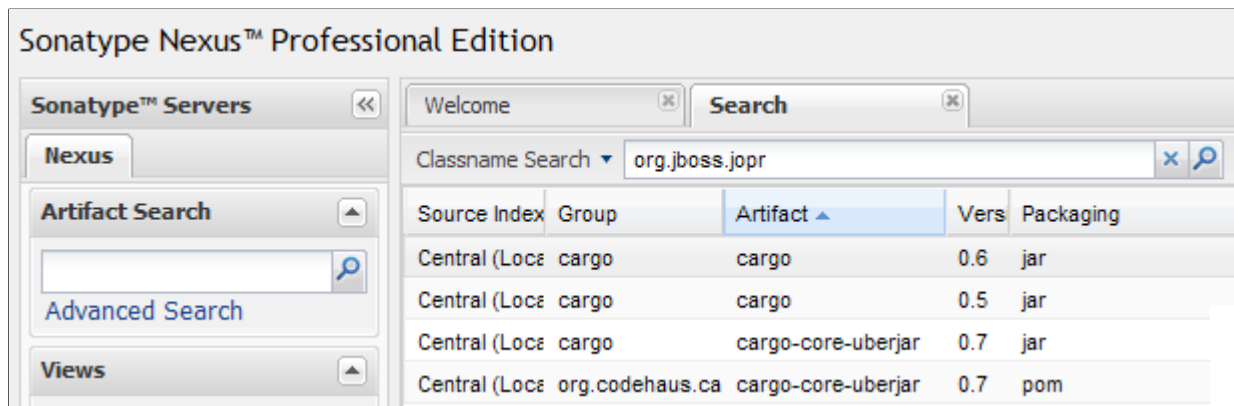 Sonatype Nexus™ Professional Edition
Sonatype™ Servers
Nexus
Artifact Search
Advanced Search
Views
Welcome
Search
Classname Search
org.jboss.jopr
Source Index Group Artifact Versi Packaging
Central (Loca cargo cargo 0.6 jar
Central (Loca cargo cargo 0.5 jar
Central (Loca cargo cargo-core-uberjar 0.7 jar
Central (Loca org.codehaus.ca cargo-core-uberjar 0.7 pom